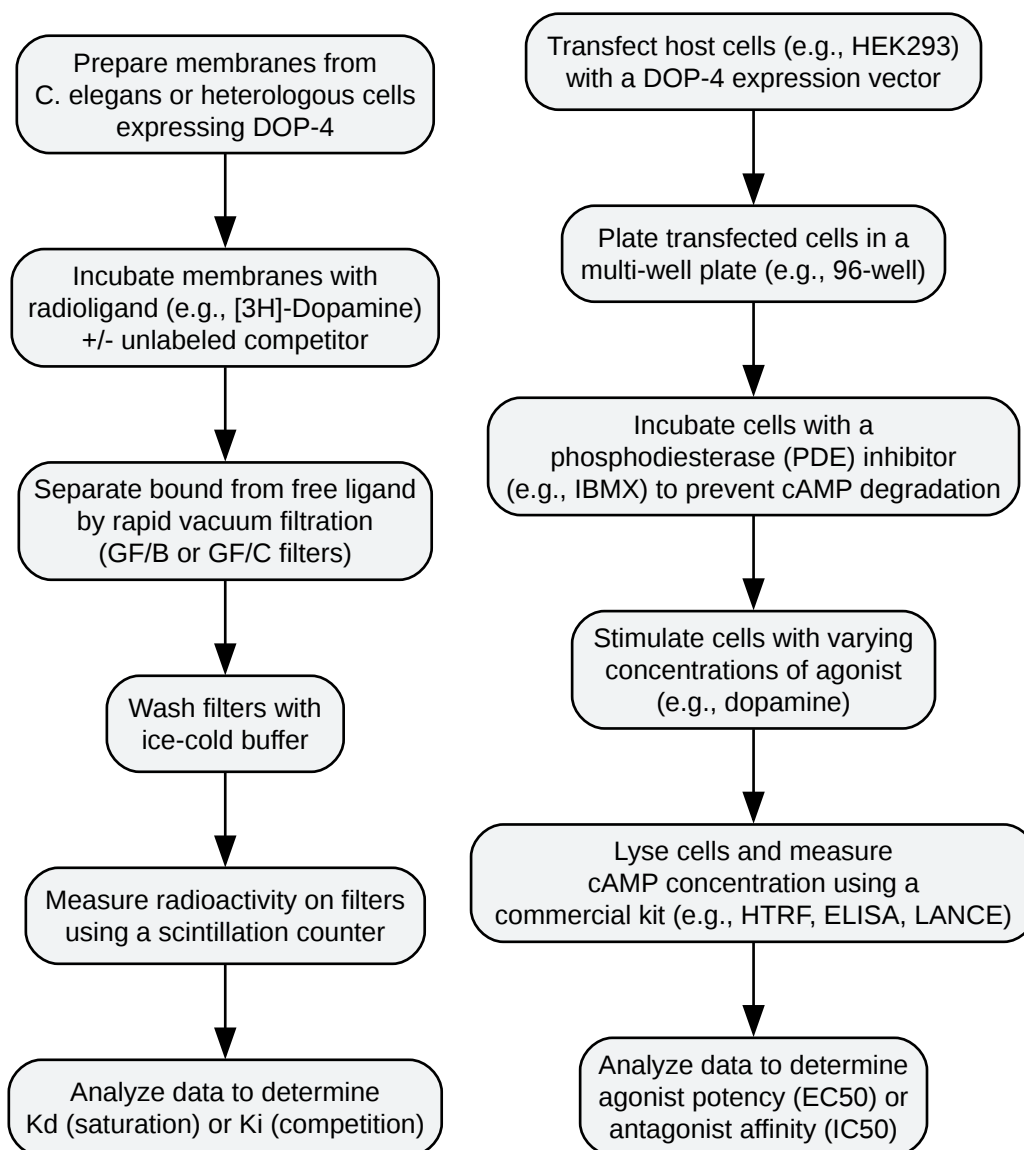 Prepare membranes from
C. elegans or heterologous cells
expressing DOP-4
Incubate membranes with
radioligand (e.g., [3H]-Dopamine)
+/- unlabeled competitor
Separate bound from free ligand
by rapid vacuum filtration
(GF/B or GF/C filters)
Wash filters with
ice-cold buffer
Measure radioactivity on filters
using a scintillation counter
Analyze data to determine
Kd (saturation) or Ki (competition)
Transfect host cells (e.g., HEK293)
with a DOP-4 expression vector
Plate transfected cells in a
multi-well plate (e.g., 96-well)
Incubate cells with a
phosphodiesterase (PDE) inhibitor
(e.g., IBMX) to prevent cAMP degradation
Stimulate cells with varying
concentrations of agonist
(e.g., dopamine)
Lyse cells and measure
cAMP concentration using a
commercial kit (e.g., HTRF, ELISA, LANCE)
Analyze data to determine
agonist potency (EC50) or
antagonist affinity (IC50)